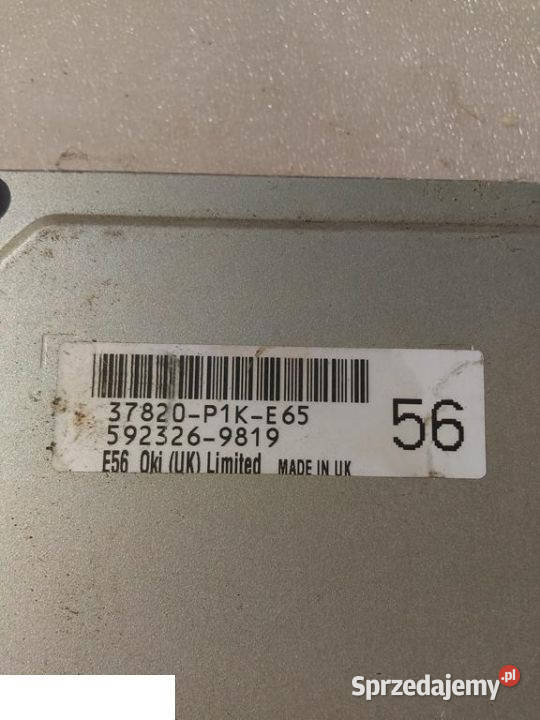 37820-P1K-E65
592326-9819
56
E56 Oki (UK) Limited MADE IN UK
Sprzedajemy.pl